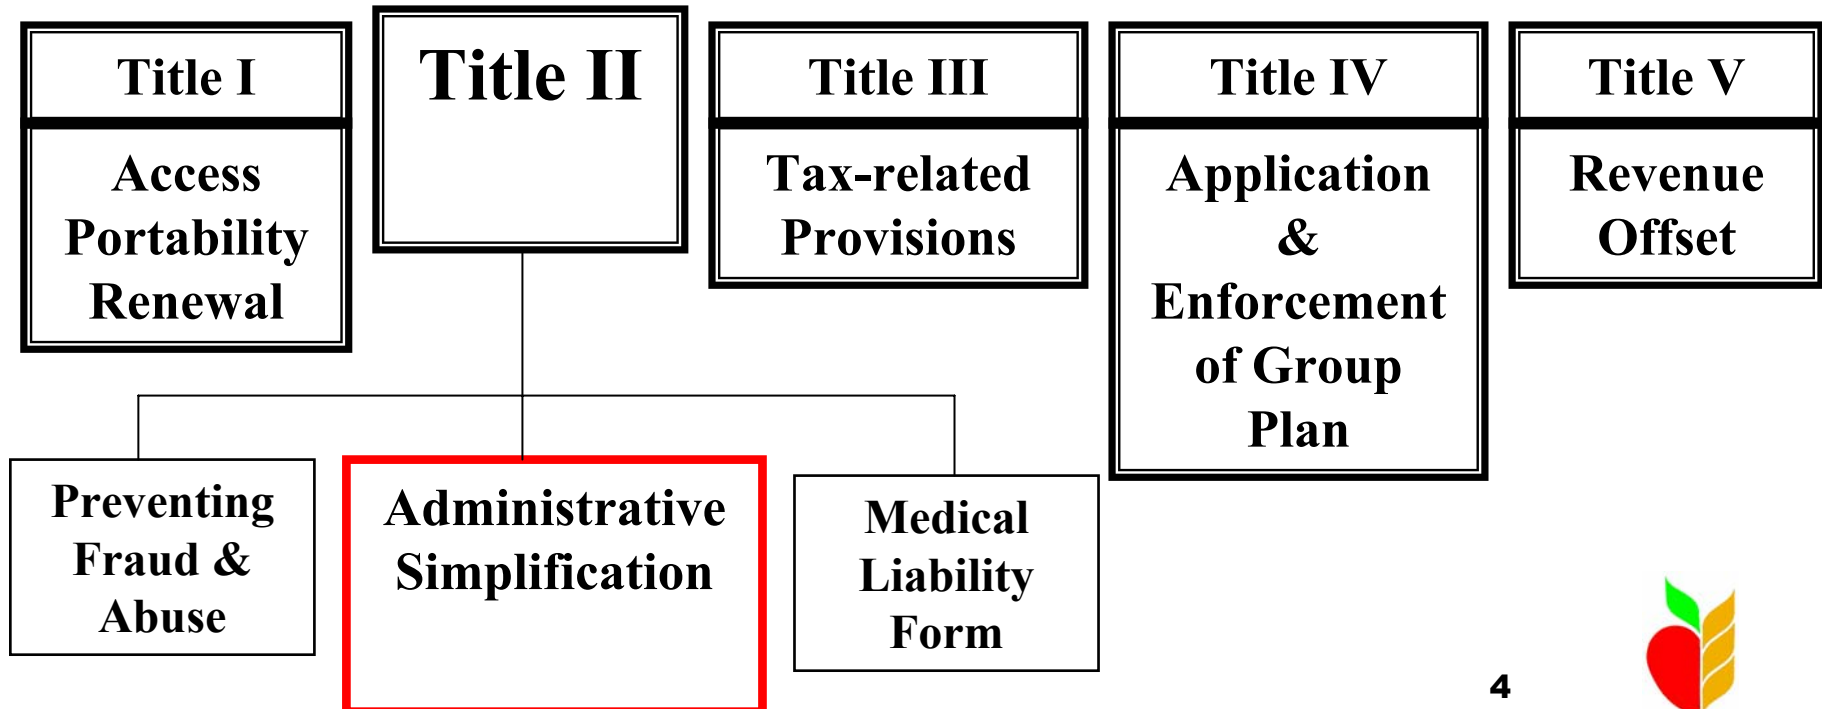 Title I
Access
Portability
Renewal
Title II
Title III
Tax-related
Provisions
Title IV
Application
&
Enforcement
of Group
Plan
Title V
Revenue
Offset
Preventing
Fraud &
Abuse
Administrative
Simplification
Medical
Liability
Form
4